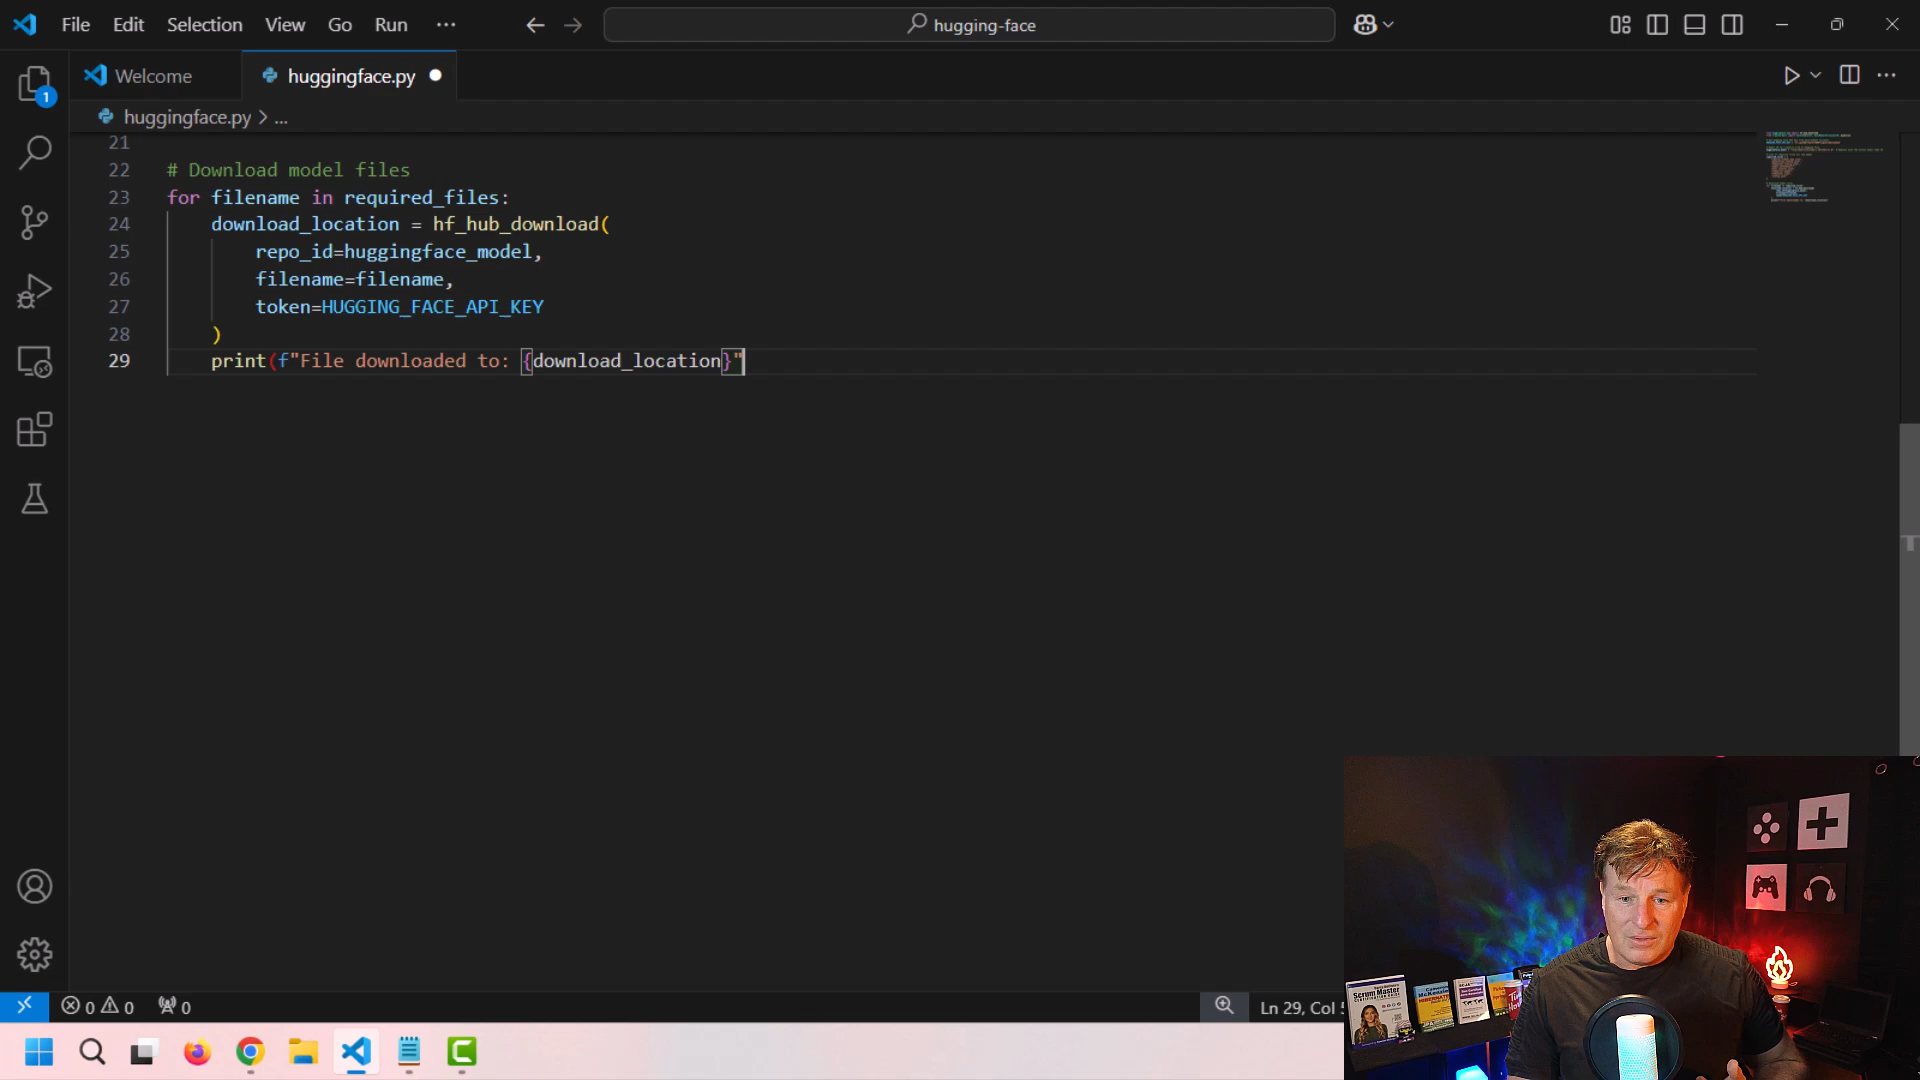 File Edit Selection View Go Run ···
hugging-face
Welcome
huggingface.py
1
huggingface.py > ...
21
22 # Download model files
23 for filename in required_files:
24 download_location = hf_hub_download(
25 repo_id=huggingface_model,
26 filename=filename,
27 token=HUGGING_FACE_API_KEY
28 )
29 print(f"File downloaded to: {download_location}"
0 0 0
Ln 29, Col
Scrum Master
HIBERNATE